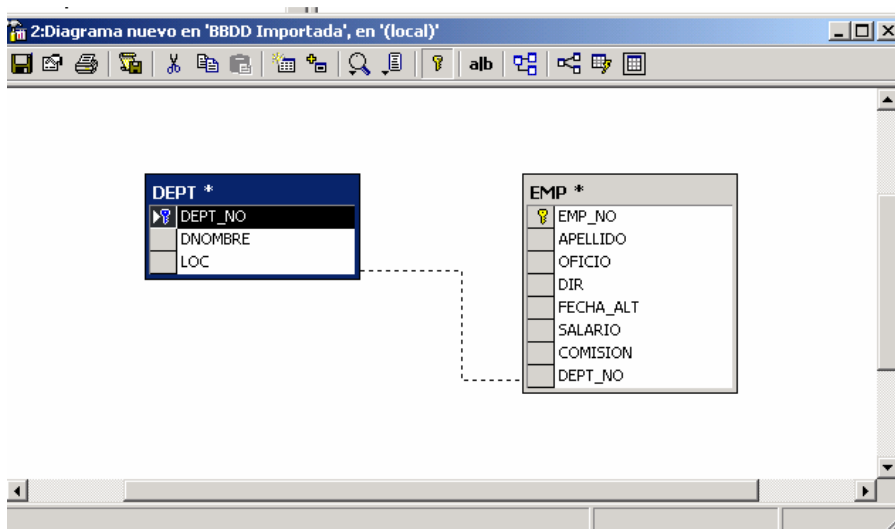 2:Diagrama nuevo en 'BBDD Importada', en '(local)'
a|b
DEPT *
DEPT_NO
DNOMBRE
LOC
EMP *
EMP_NO
APELLIDO
OFICIO
DIR
FECHA_ALT
SALARIO
COMISION
DEPT_NO